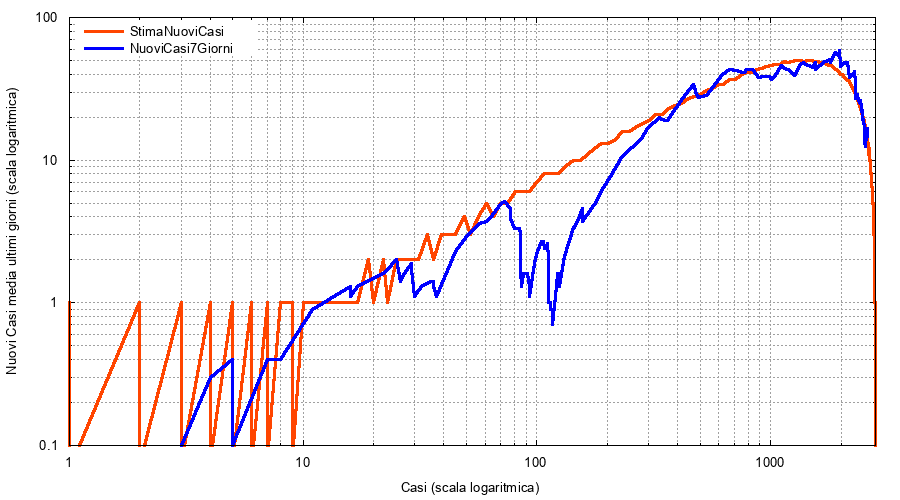 100
StimaNuoviCasi
NuoviCasi7Giorni
10
1
0.1
Nuovi Casi media ultimi giorni (scala logaritmica)
1
10
100
1000
Casi (scala logaritmica)